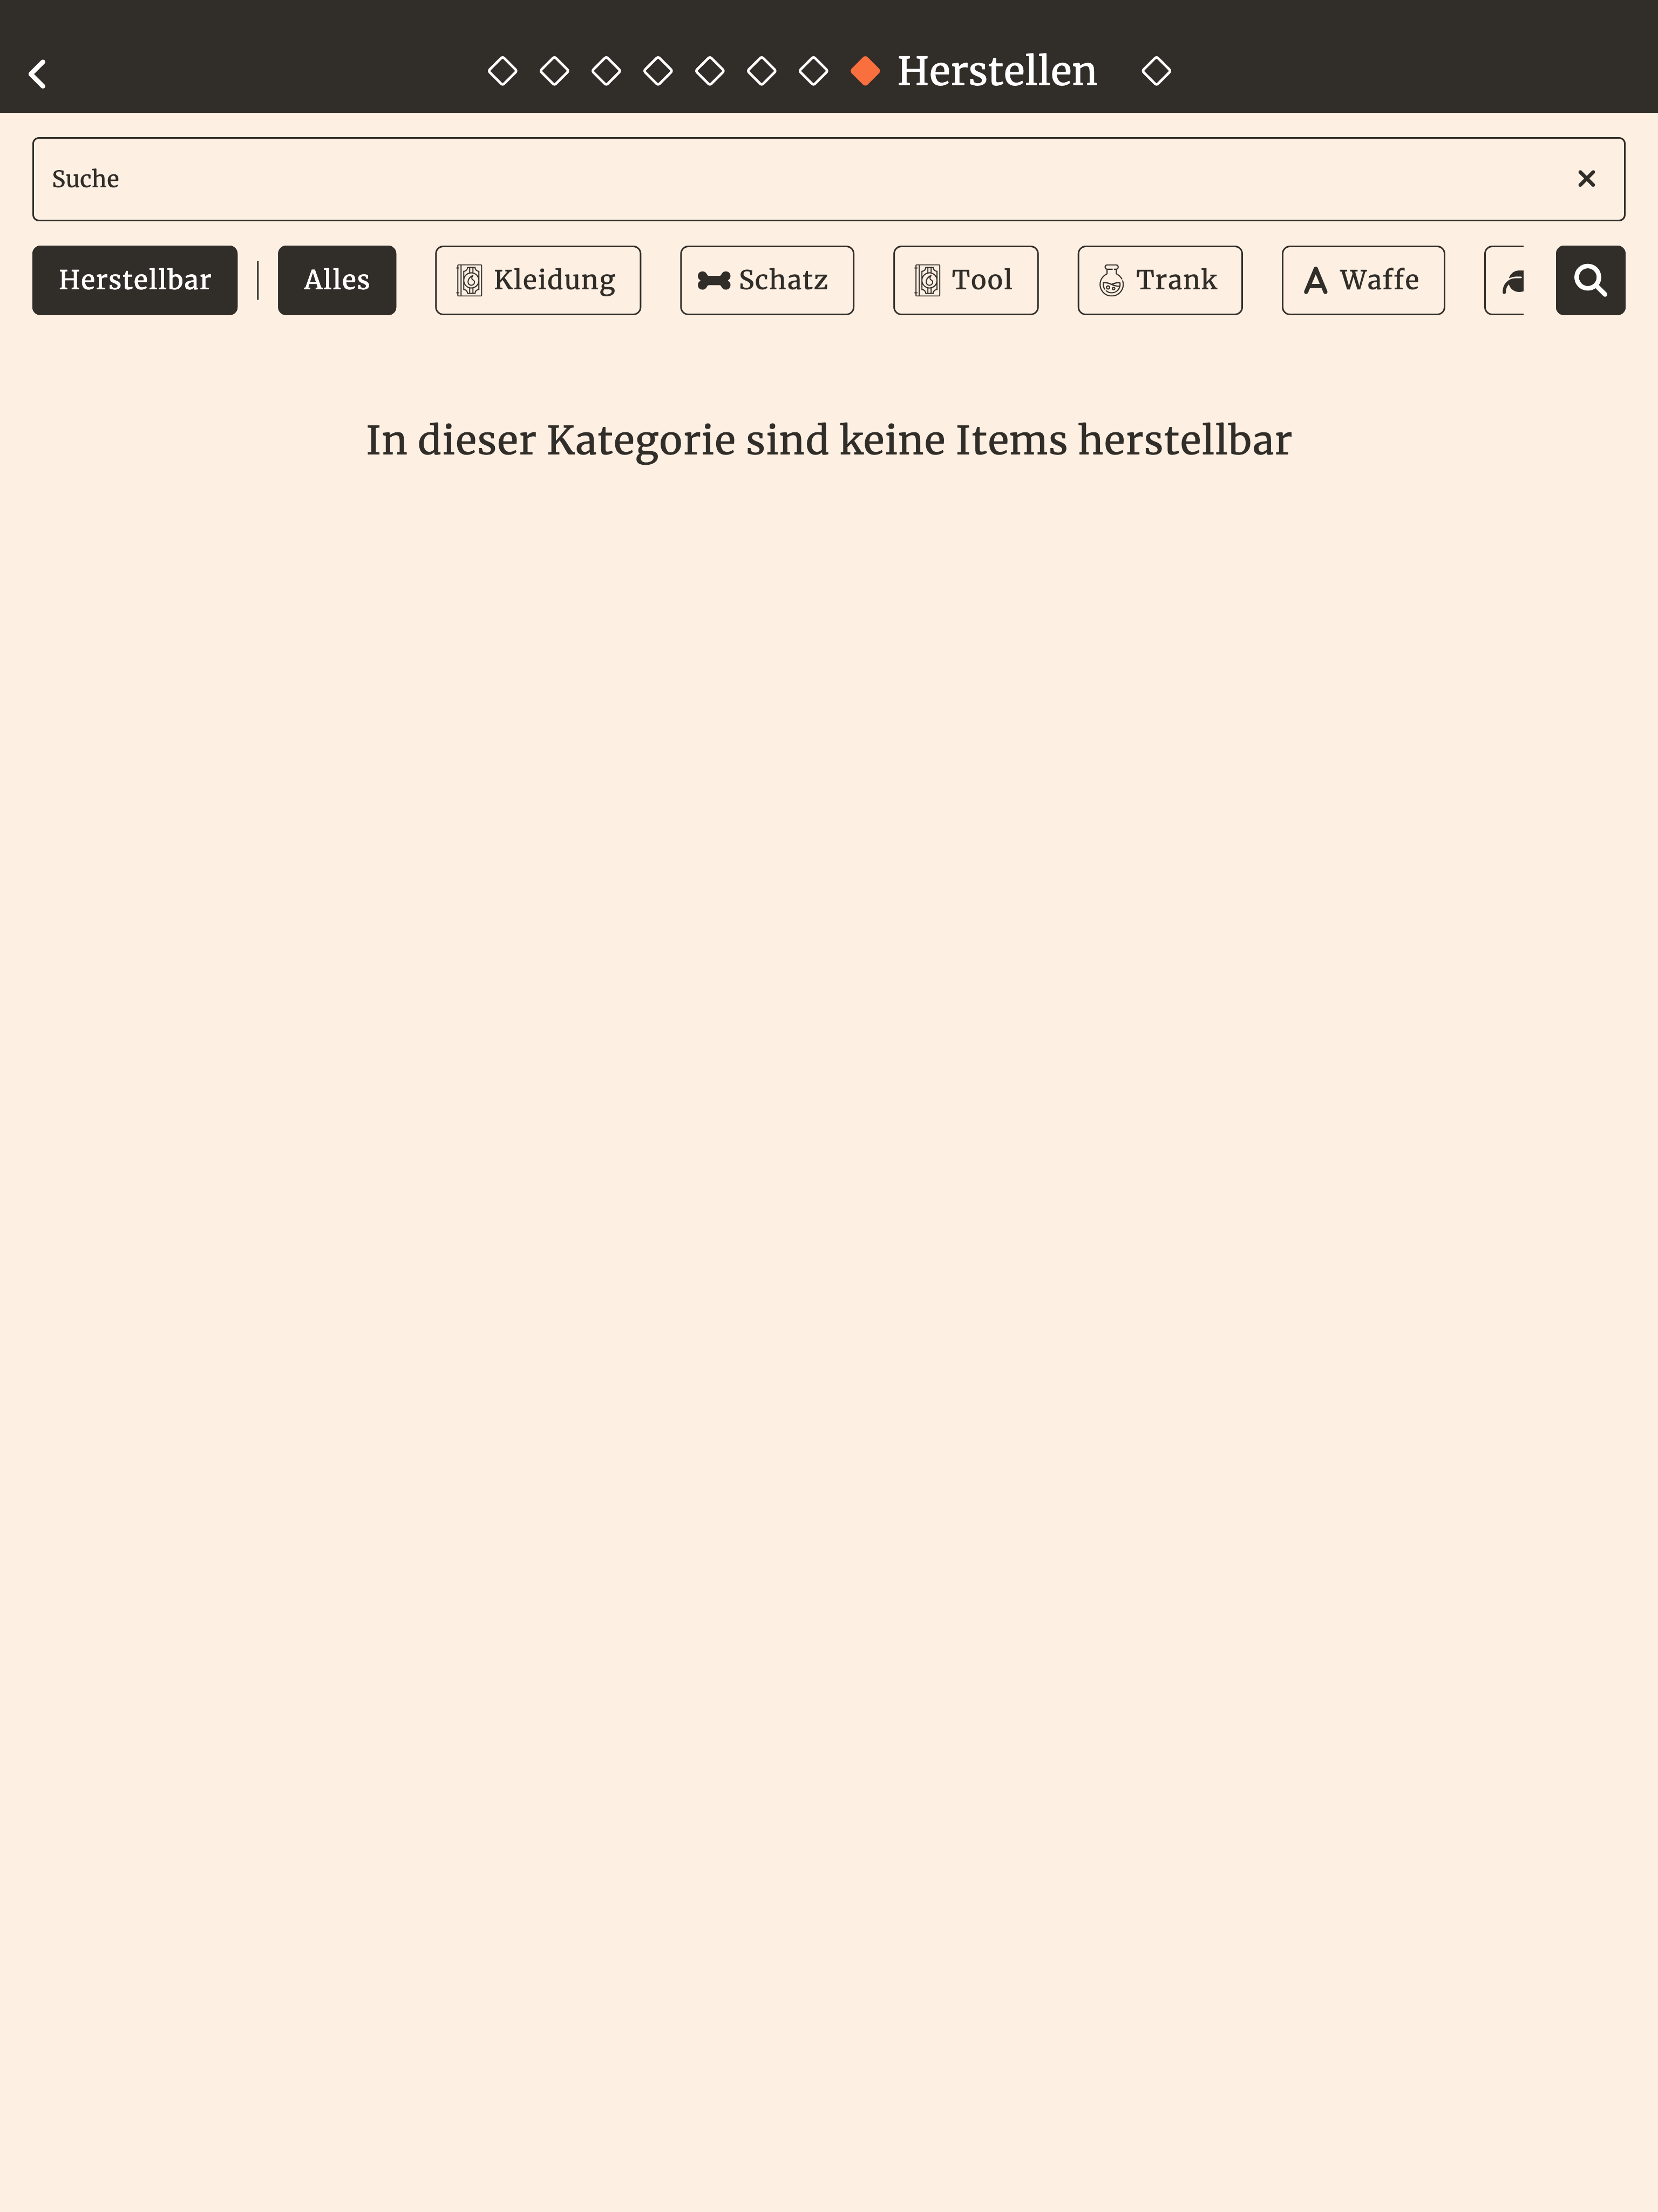 Herstellen
Suche
Herstellbar Alles Kleidung Schatz Tool Trank Waffe
In dieser Kategorie sind keine Items herstellbar